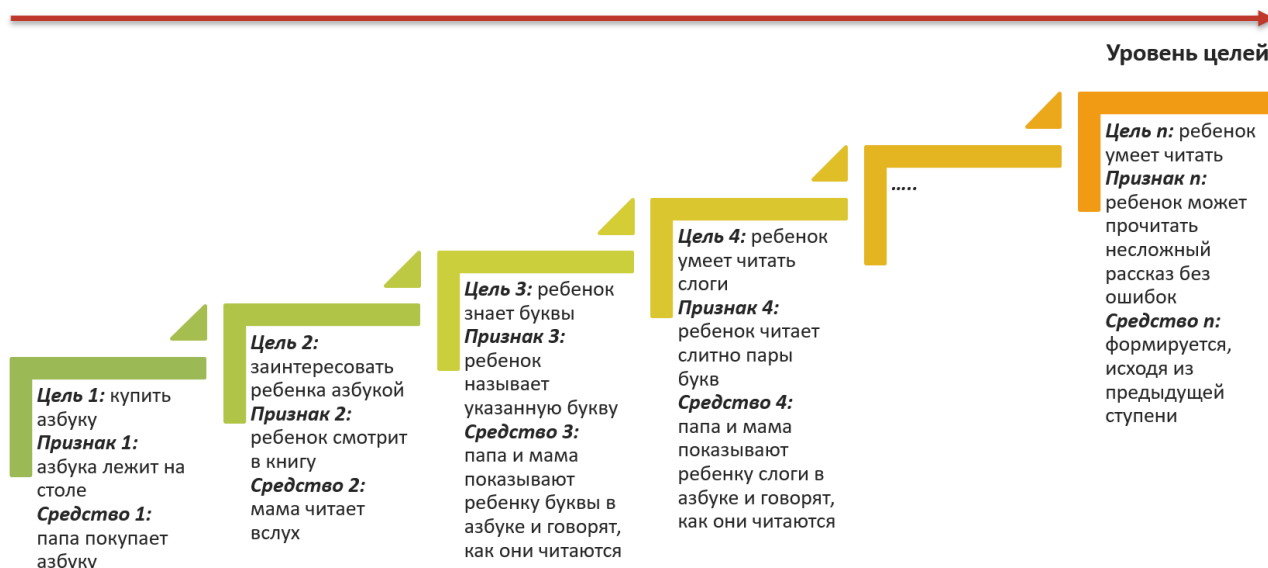 Уровень целей
Цель 1: купить
азбуку
Признак 1:
азбука лежит на
столе
Средство 1:
папа покупает
азбуку
Цель 2:
заинтересовать
ребенка азбукой
Признак 2:
ребенок смотрит
в книгу
Средство 2:
мама читает
вслух
Цель 3: ребенок
знает буквы
Признак 3:
ребенок
называет
указанную букву
Средство 3:
папа и мама
показывают
ребенку буквы в
азбуке и говорят,
как они читаются
Цель 4: ребенок
умеет читать
слоги
Признак 4:
ребенок читает
слитно пары
букв
Средство 4:
папа и мама
показывают
ребенку слоги в
азбуке и говорят,
как они читаются
.....
Цель n: ребенок
умеет читать
Признак n:
ребенок может
прочитать
несложный
рассказ без
ошибок
Средство n:
формируется,
исходя из
предыдущей
ступени